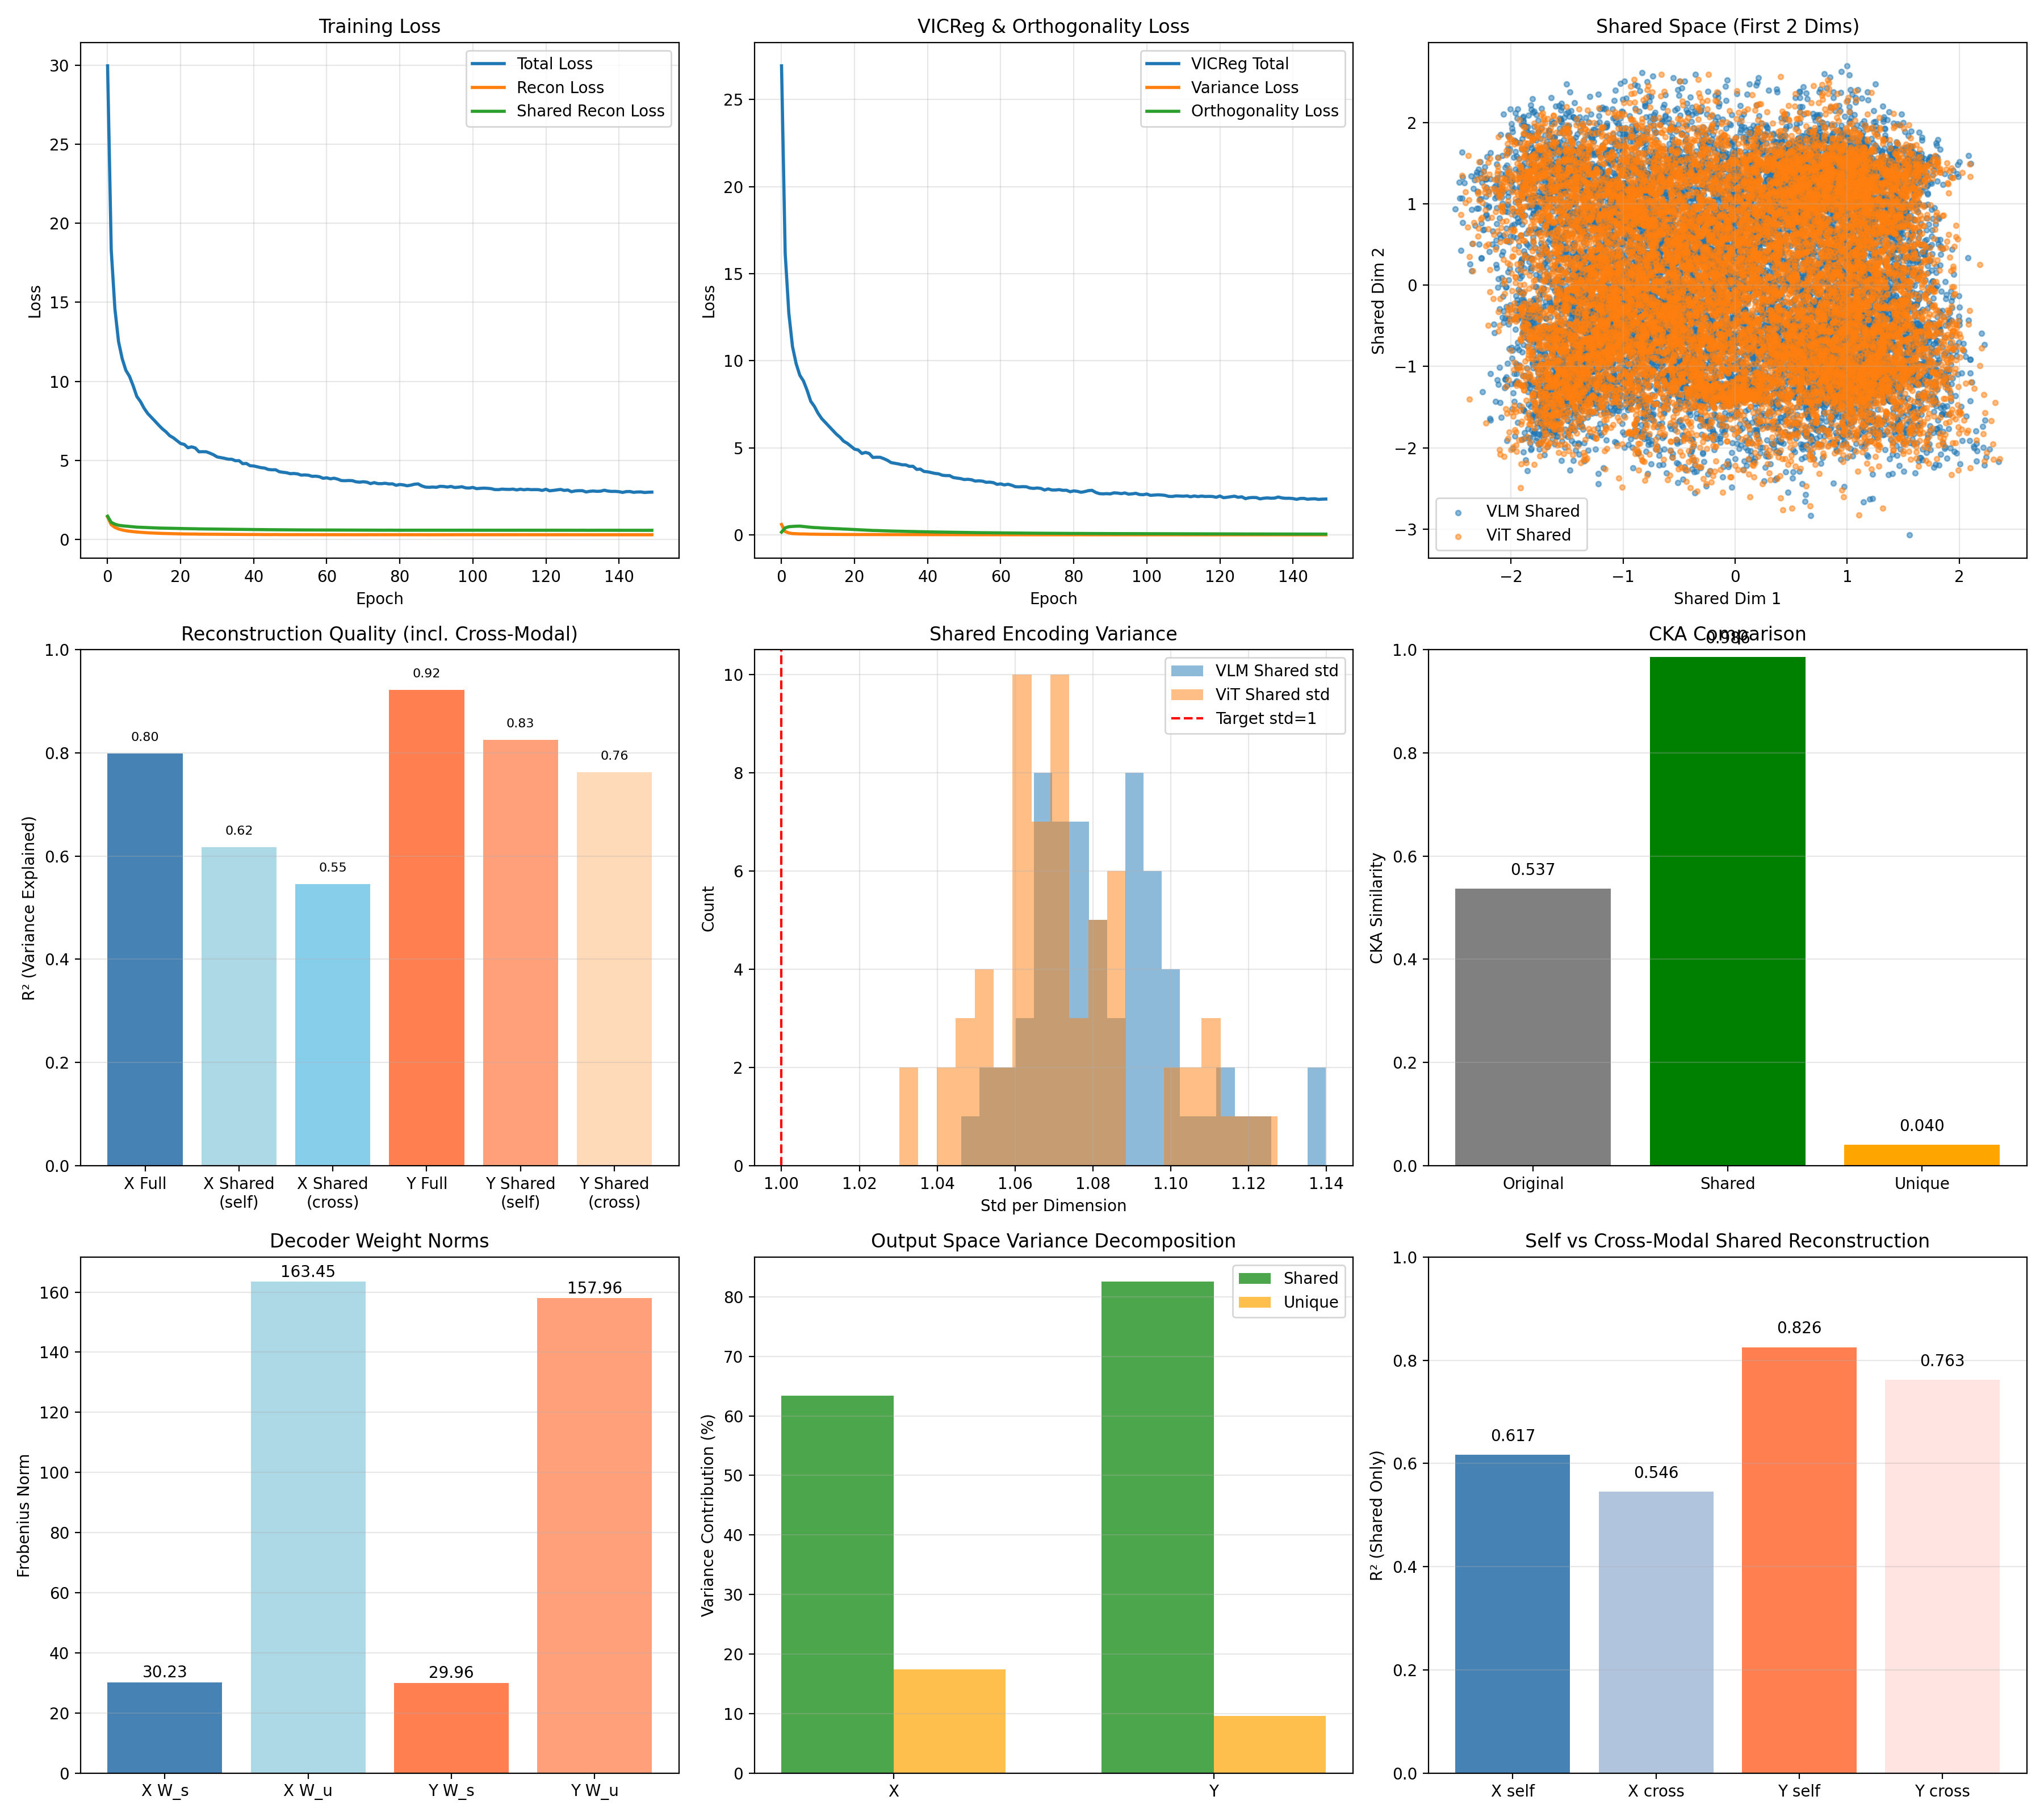 Training Loss
30
25
20
15
10
5
0
Loss
0 20 40 60 80 100 120 140
Epoch
Total Loss
Recon Loss
Shared Recon Loss
VICReg & Orthogonality Loss
25
20
15
10
5
0
Loss
0 20 40 60 80 100 120 140
Epoch
VICReg Total
Variance Loss
Orthogonality Loss
Shared Space (First 2 Dims)
2
1
0
−1
−2
−3
Shared Dim 2
−2 −1 0 1 2
Shared Dim 1
VLM Shared
ViT Shared
Reconstruction Quality (incl. Cross-Modal)
1.0
0.8
0.6
0.4
0.2
0.0
R² (Variance Explained)
0.80
0.62
0.55
0.92
0.83
0.76
X Full
X Shared
(self)
X Shared
(cross)
Y Full
Y Shared
(self)
Y Shared
(cross)
Shared Encoding Variance
10
8
6
4
2
0
Count
1.00 1.02 1.04 1.06 1.08 1.10 1.12 1.14
Std per Dimension
VLM Shared std
ViT Shared std
Target std=1
CKA Comparison
0.986
1.0
0.8
0.6
0.4
0.2
0.0
CKA Similarity
0.537
0.040
Original Shared Unique
Decoder Weight Norms
160
140
120
100
80
60
40
20
0
Frobenius Norm
30.23
163.45
29.96
157.96
X W_s X W_u Y W_s Y W_u
Output Space Variance Decomposition
80
70
60
50
40
30
20
10
0
Variance Contribution (%)
X Y
Shared
Unique
Self vs Cross-Modal Shared Reconstruction
1.0
0.8
0.6
0.4
0.2
0.0
R² (Shared Only)
0.617
0.546
0.826
0.763
X self X cross Y self Y cross